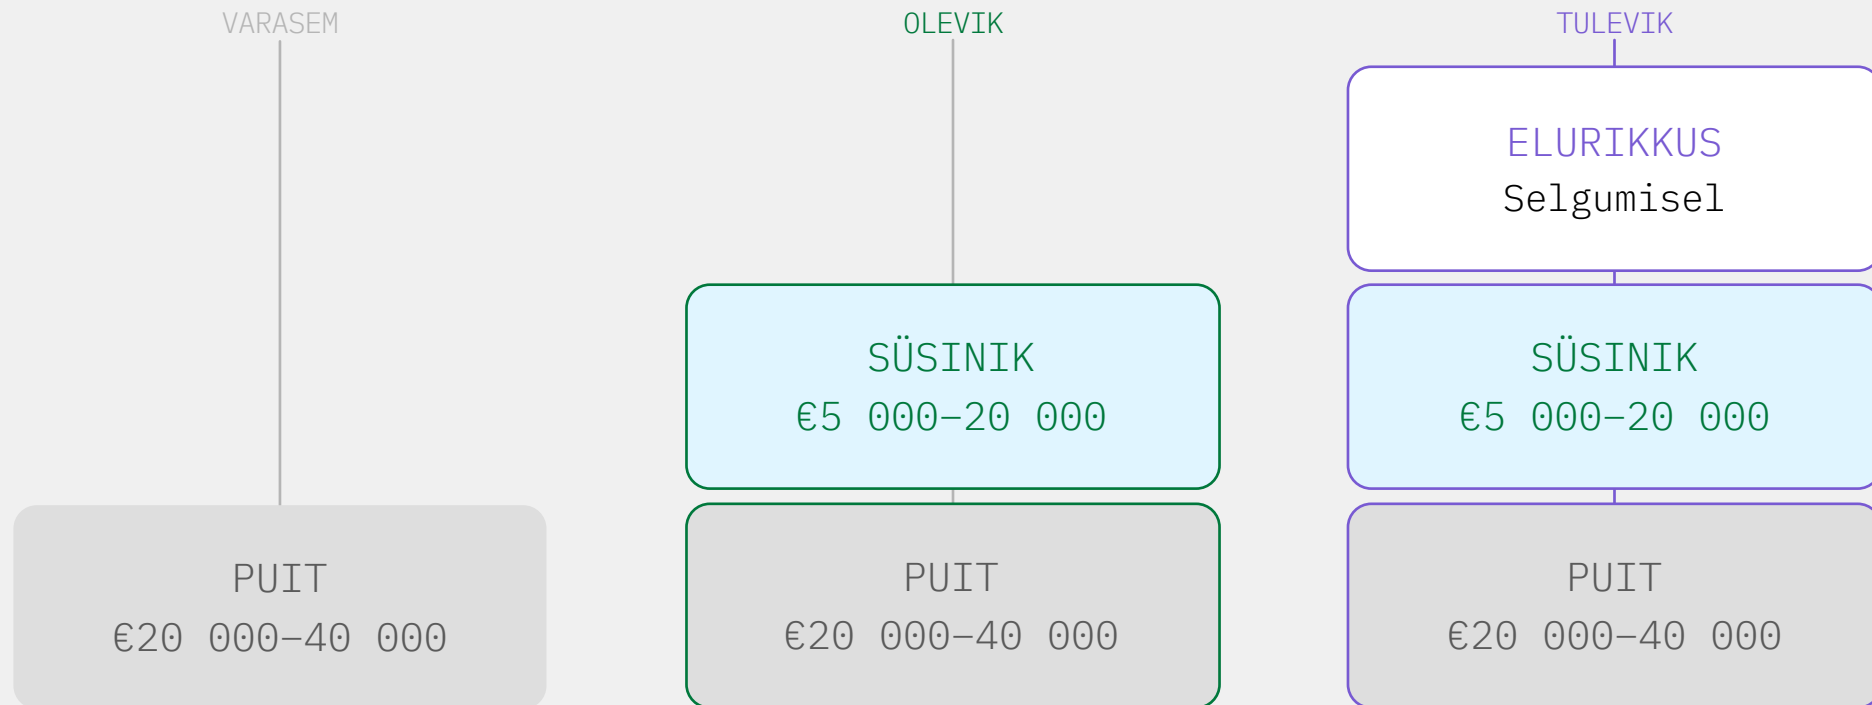 VARASEM
OLEVIK
TULEVIK
ELURIKKUS
Selgumisel
SÜSINIK
€5 000–20 000
SÜSINIK
€5 000–20 000
PUIT
€20 000–40 000
PUIT
€20 000–40 000
PUIT
€20 000–40 000